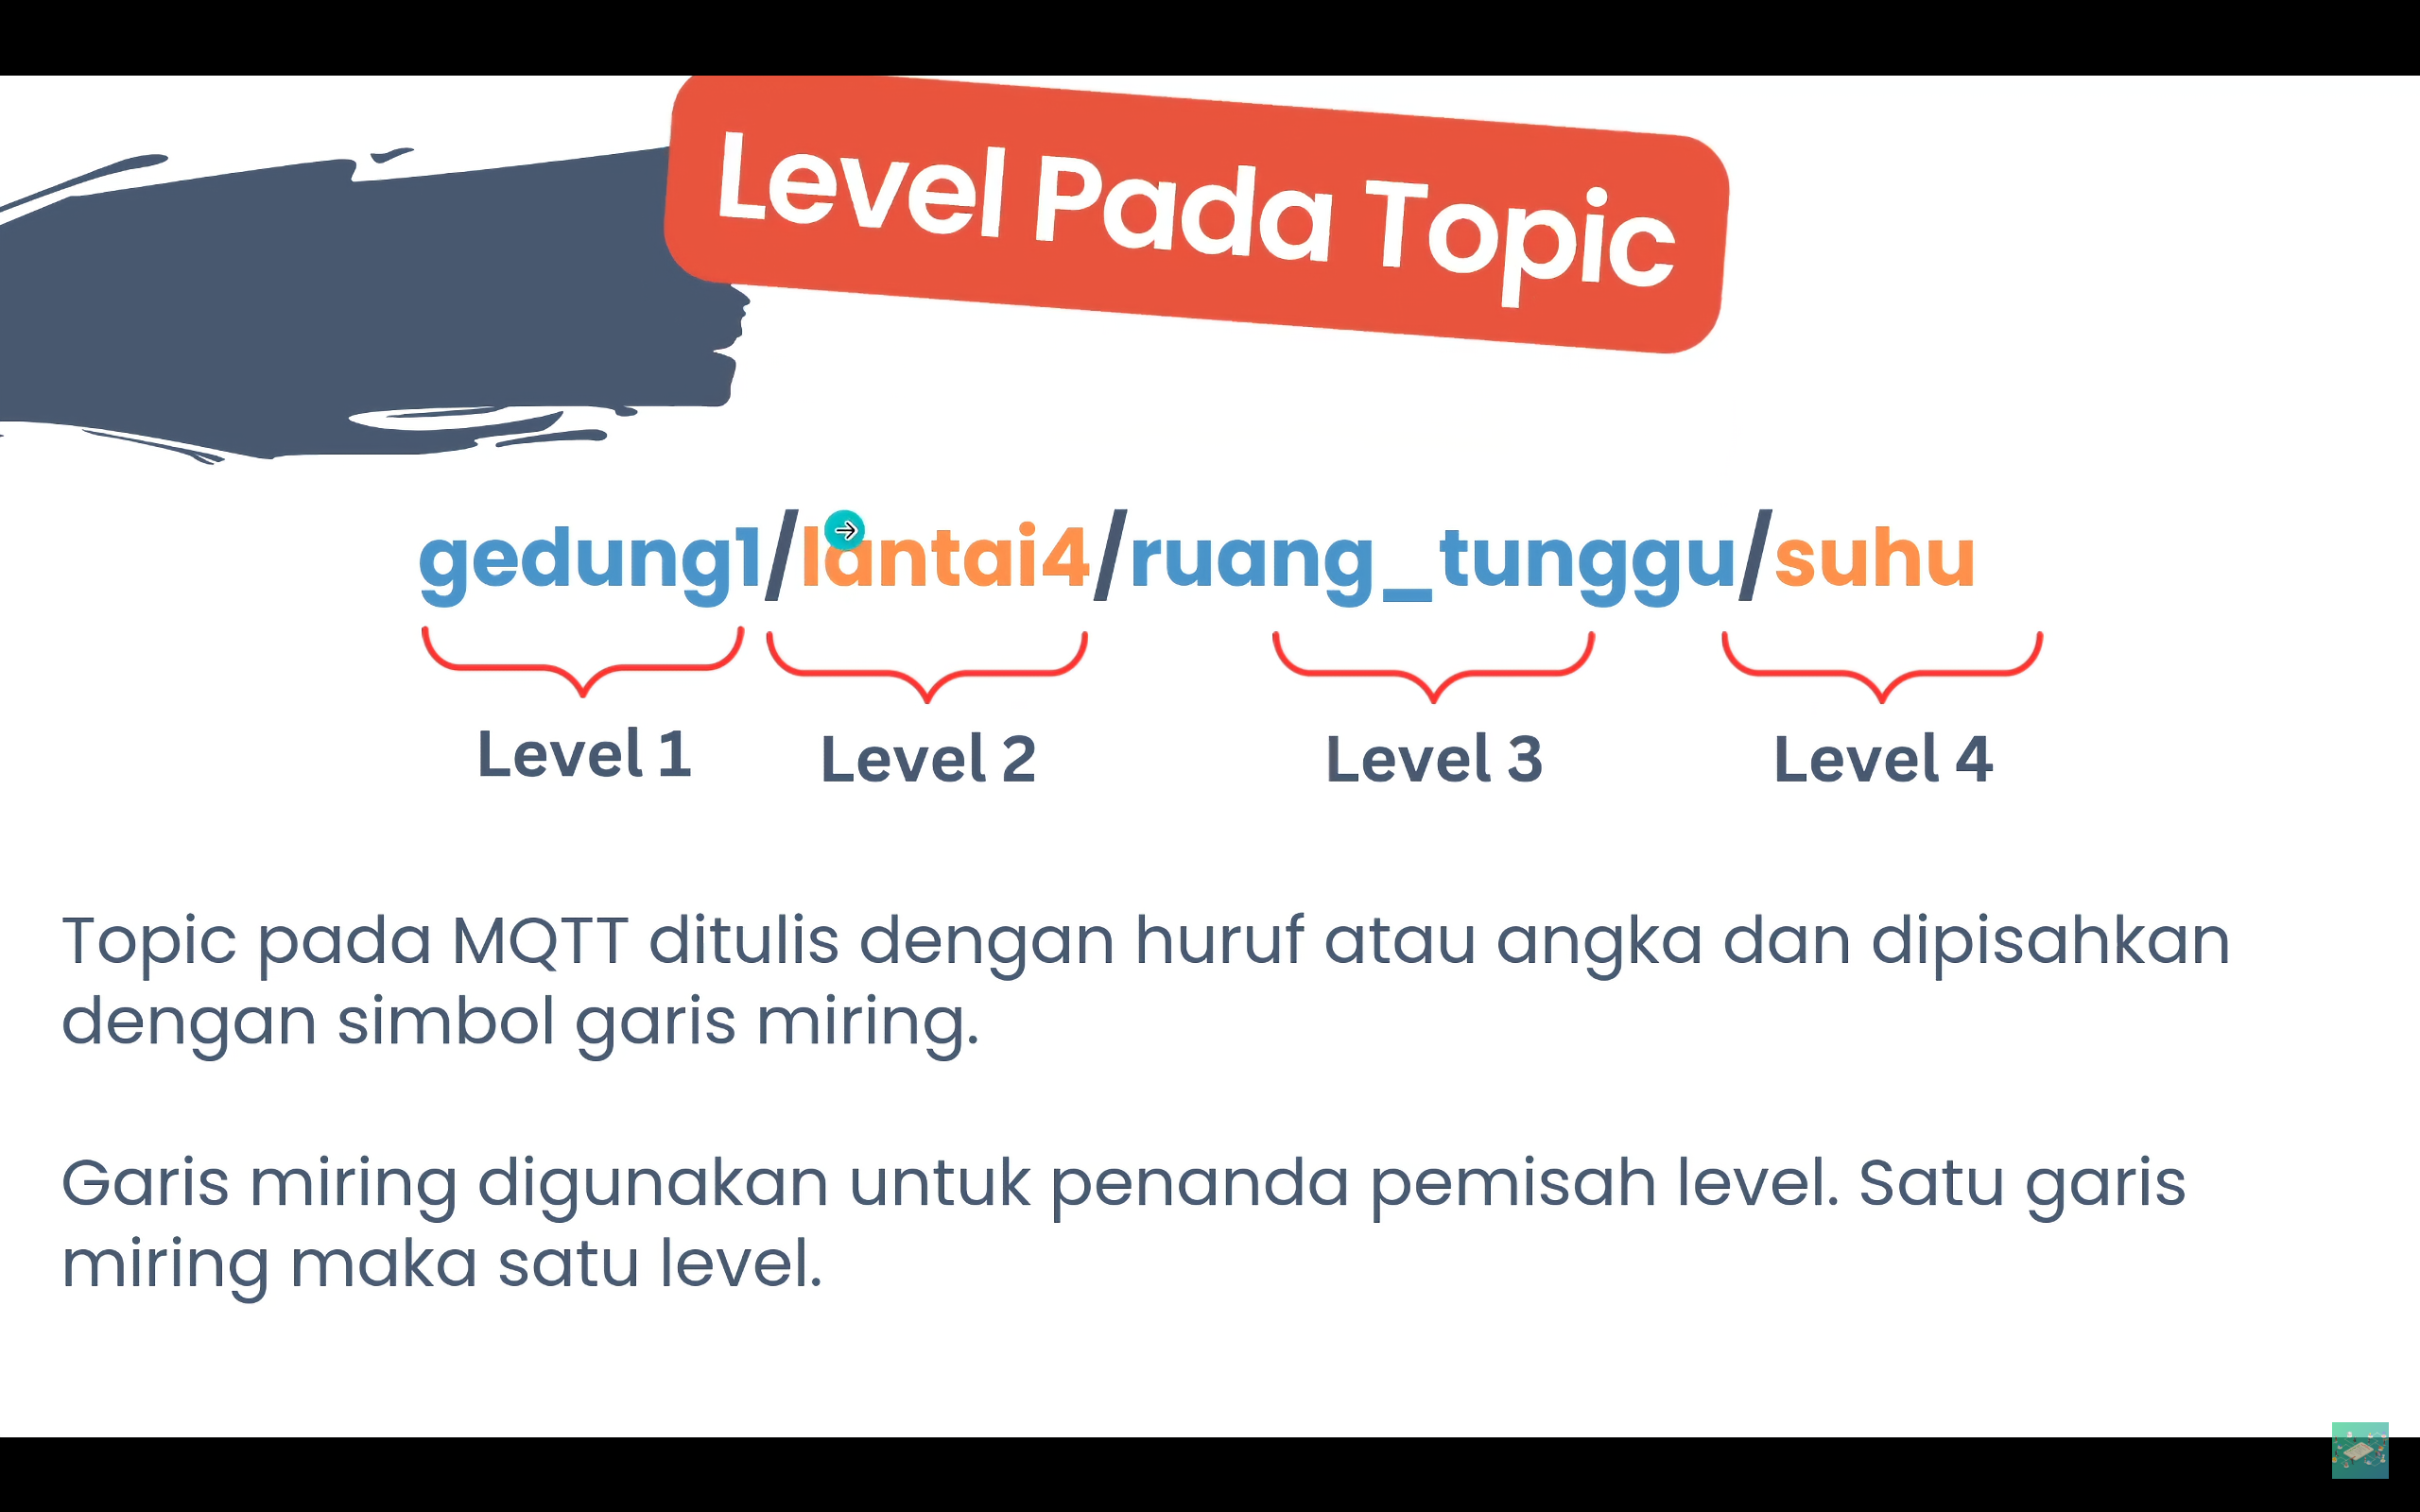 Level Pada Topic
gedung1/lantai4/ruang_tunggu/suhu
Level 1 Level 2 Level 3 Level 4
Topic pada MQTT ditulis dengan huruf atau angka dan dipisahkan
dengan simbol garis miring.
Garis miring digunakan untuk penanda pemisah level. Satu garis
miring maka satu level.